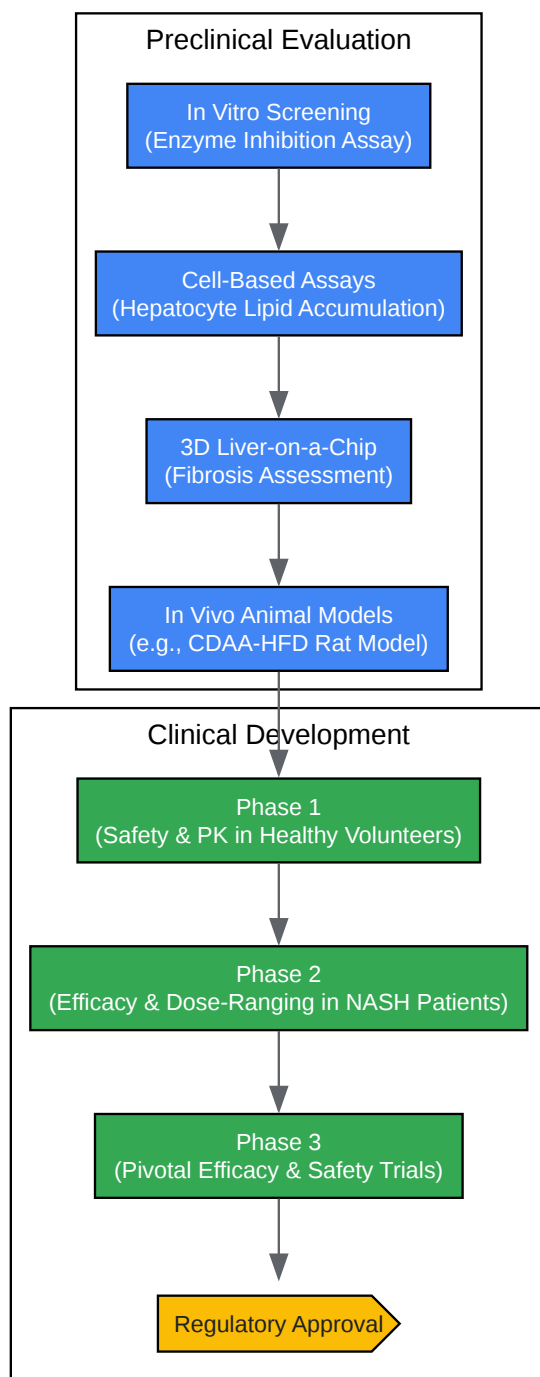 Preclinical Evaluation
In Vitro Screening
(Enzyme Inhibition Assay)
Cell-Based Assays
(Hepatocyte Lipid Accumulation)
3D Liver-on-a-Chip
(Fibrosis Assessment)
In Vivo Animal Models
(e.g., CDAA-HFD Rat Model)
Clinical Development
Phase 1
(Safety & PK in Healthy Volunteers)
Phase 2
(Efficacy & Dose-Ranging in NASH Patients)
Phase 3
(Pivotal Efficacy & Safety Trials)
Regulatory Approval